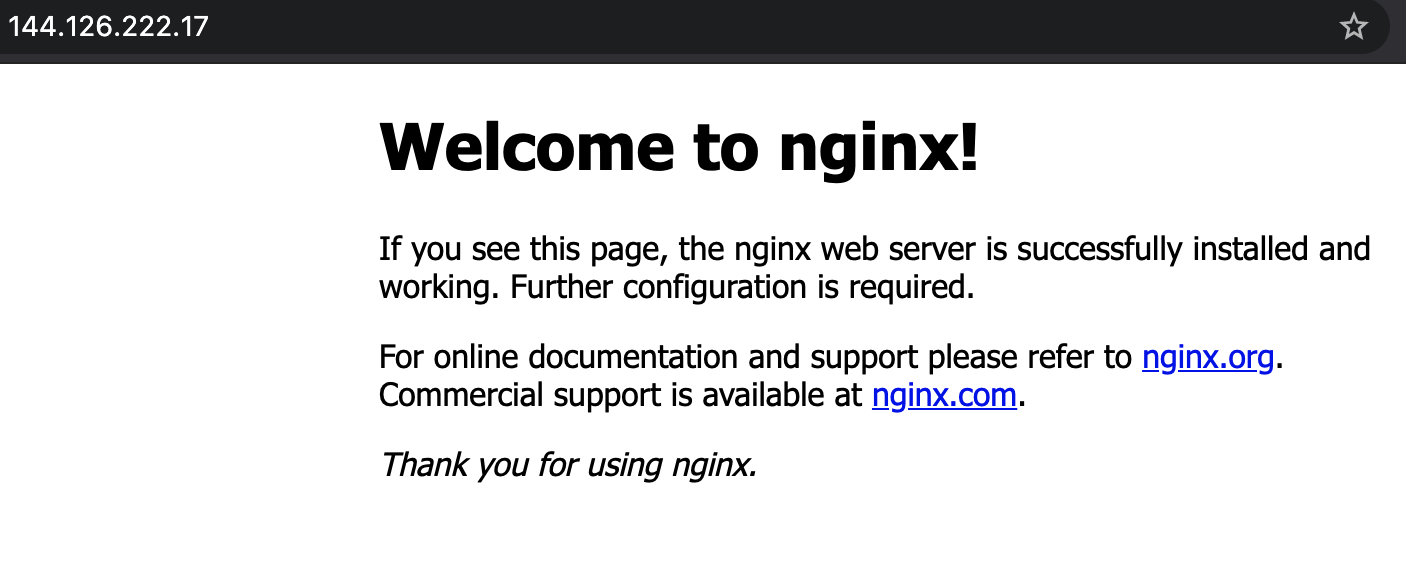 144.126.222.17
Welcome to nginx!
If you see this page, the nginx web server is successfully installed and
working. Further configuration is required.
For online documentation and support please refer to nginx.org.
Commercial support is available at nginx.com.
Thank you for using nginx.